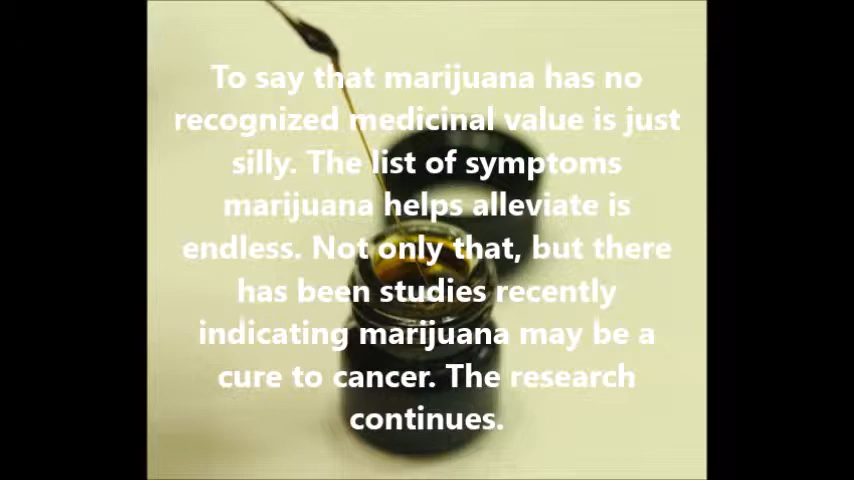 To say that marijuana has no
recognized medicinal value is just
silly. The list of symptoms
marijuana helps alleviate is
endless. Not only that, but there
has been studies recently
indicating marijuana may be a
cure to cancer. The research
continues.